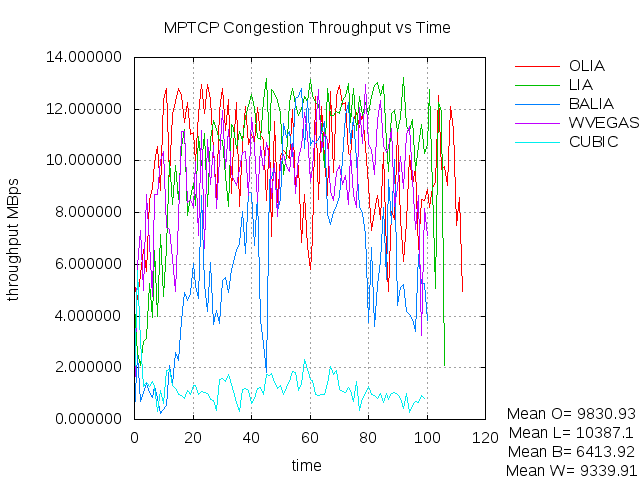 MPTCP Congestion Throughput vs Time
14.000000
12.000000
10.000000
8.000000
6.000000
4.000000
2.000000
0.000000
0 20 40 60 80 100 120
throughput MBps
time
OLIA
LIA
BALIA
WVEGAS
CUBIC
Mean O= 9830.93
Mean L= 10387.1
Mean B= 6413.92
Mean W= 9339.91